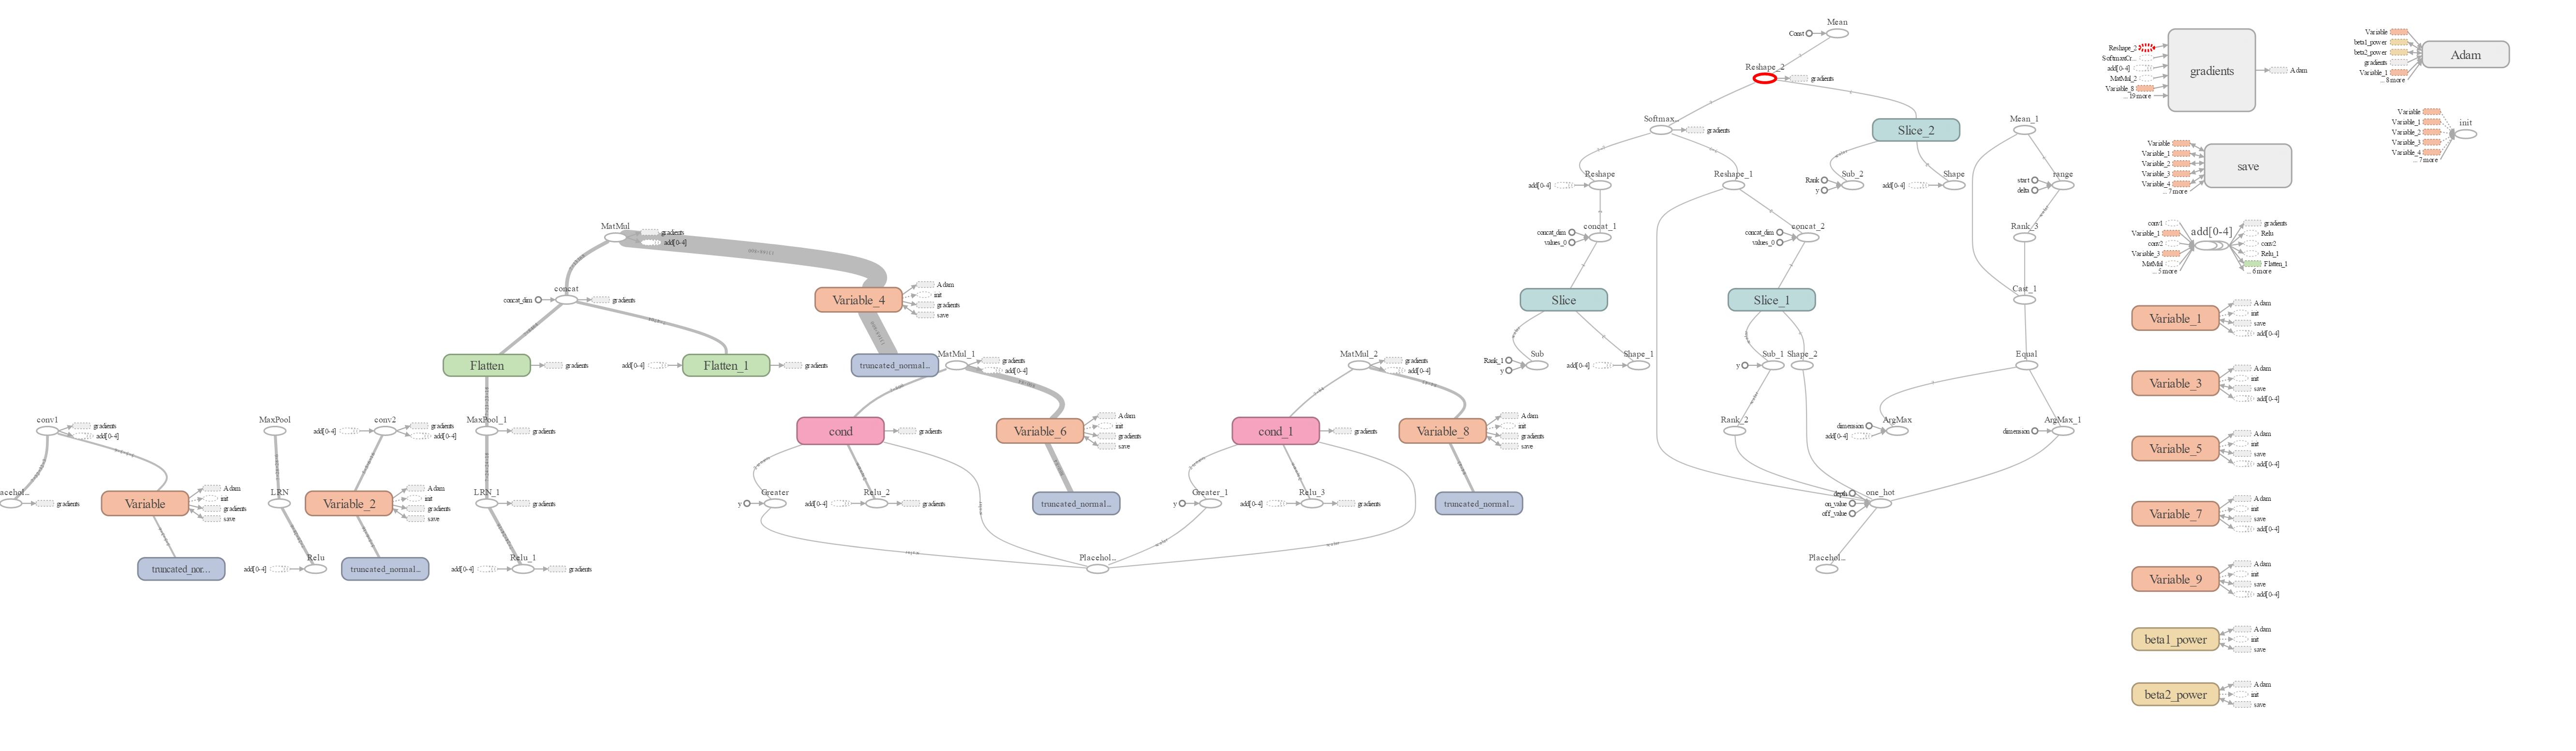 Mean
Const
Reshape_2
gradients
Softmax...
gradients
Slice_2
Mean_1
Reshape
add[0-4]
Reshape_1
Rank
y
Sub_2
add[0-4]
Shape
start
delta
range
MatMul
gradients
add[0-4]
concat_dim
values_0
concat_1
concat_dim
values_0
concat_2
Rank_3
concat_dim
concat
gradients
Variable_4
Adam
init
gradients
save
Slice
Slice_1
Cast_1
Flatten
gradients
add[0-4]
Flatten_1
gradients
truncated_normal...
MatMul_1
gradients
add[0-4]
MatMul_2
gradients
add[0-4]
Rank_1
y
Sub
add[0-4]
Shape_1
y
Sub_1
Shape_2
Equal
conv1
gradients
add[0-4]
MaxPool
add[0-4]
conv2
gradients
add[0-4]
MaxPool_1
gradients
cond
gradients
Variable_6
Adam
init
gradients
save
cond_1
gradients
Variable_8
Adam
init
gradients
save
Rank_2
dimension
add[0-4]
ArgMax
dimension
ArgMax_1
acehol...
gradients
Variable
Adam
init
gradients
save
LRN
Variable_2
Adam
init
gradients
save
LRN_1
gradients
y
Greater
add[0-4]
Relu_2
gradients
truncated_normal...
y
Greater_1
add[0-4]
Relu_3
gradients
truncated_normal...
depth
on_value
off_value
one_hot
truncated_nor...
add[0-4]
Relu
truncated_normal...
add[0-4]
Relu_1
gradients
Placehol...
Placehol...
Reshape_2
SoftmaxCr...
add[0-4]
MatMul_2
Variable_8
... 19 more
gradients
Adam
Variable
beta1_power
beta2_power
gradients
Variable_1
... 8 more
Adam
Variable
Variable_1
Variable_2
Variable_3
Variable_4
... 7 more
init
Variable
Variable_1
Variable_2
Variable_3
Variable_4
... 7 more
save
conv1
Variable_1
conv2
Variable_3
MatMul
... 5 more
add[0-4]
gradients
Relu
conv2
Relu_1
Flatten_1
... 6 more
Variable_1
Adam
init
save
add[0-4]
Variable_3
Adam
init
save
add[0-4]
Variable_5
Adam
init
save
add[0-4]
Variable_7
Adam
init
save
add[0-4]
Variable_9
Adam
init
save
add[0-4]
beta1_power
Adam
init
save
beta2_power
Adam
init
save